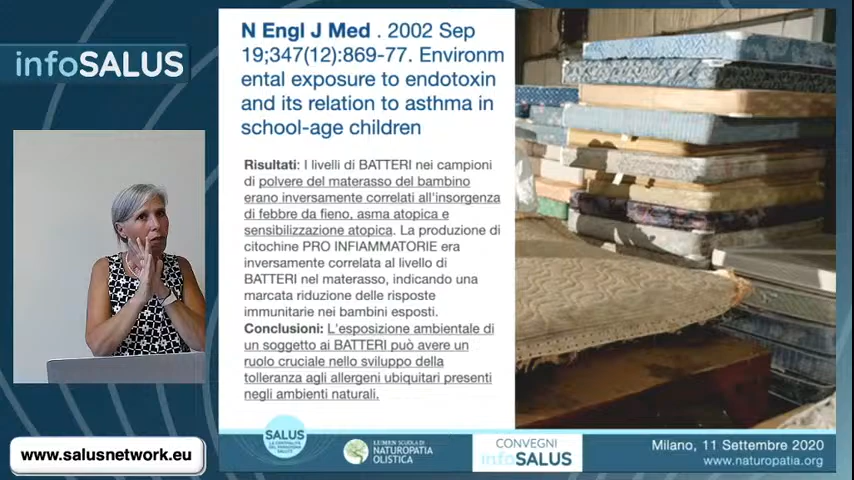 infoSALUS
N Engl J Med . 2002 Sep
19;347(12):869-77. Environm
ental exposure to endotoxin
and its relation to asthma in
school-age children
Risultati: I livelli di BATTERI nei campioni
di polvere del materasso del bambino
erano inversamente correlati all'insorgenza
di febbre da fieno, asma atopica e
sensibilizzazione atopica. La produzione di
citochine PRO INFIAMMATORIE era
inversamente correlata al livello di
BATTERI nel materasso, indicando una
marcata riduzione delle risposte
immunitarie nei bambini esposti.
Conclusioni: L'esposizione ambientale di
un soggetto ai BATTERI può avere un
ruolo cruciale nello sviluppo della
tolleranza agli allergeni ubiquitari presenti
negli ambienti naturali.
www.salusnetwork.eu
SALUS
LUMEN SCUOLA DI
NATUROPATIA
OLISTICA
CONVEGNI
infoSALUS
Milano, 11 Settembre 2020
www.naturopatia.org